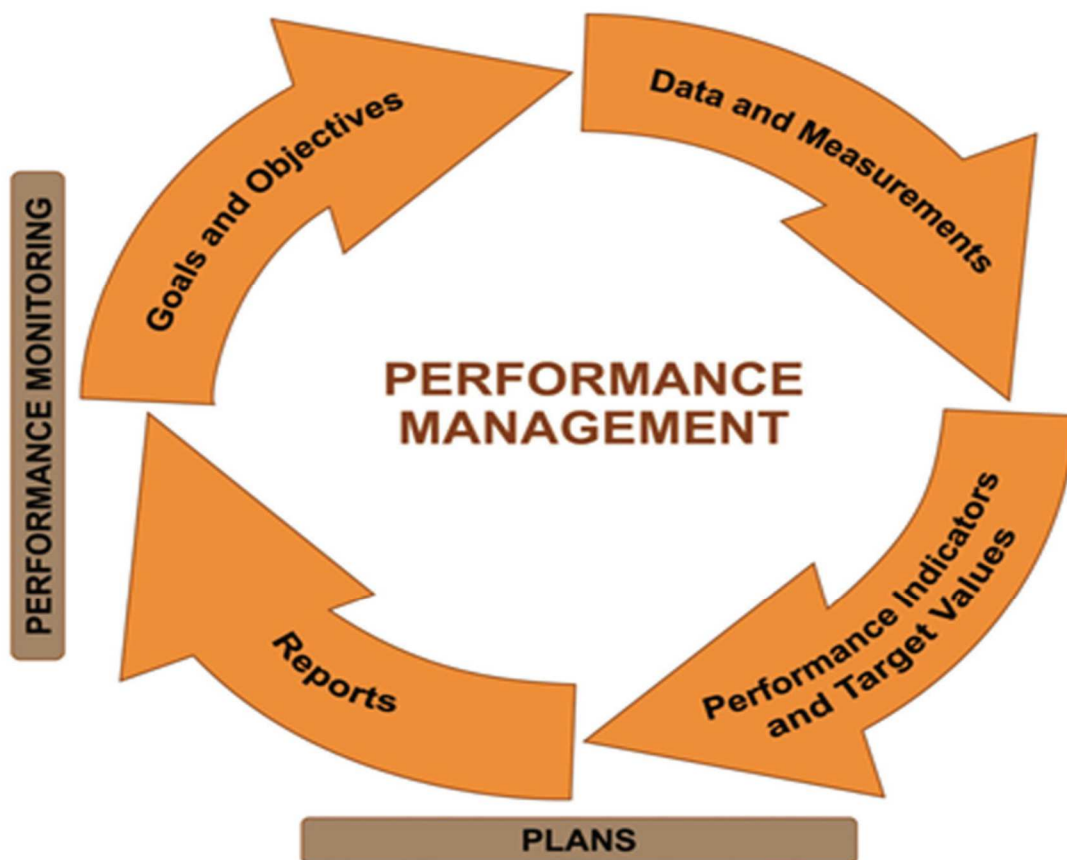 Goals and Objectives
Data and Measurements
PERFORMANCE MONITORING
PERFORMANCE
MANAGEMENT
Performance Indicators
and Target Values
Reports
PLANS